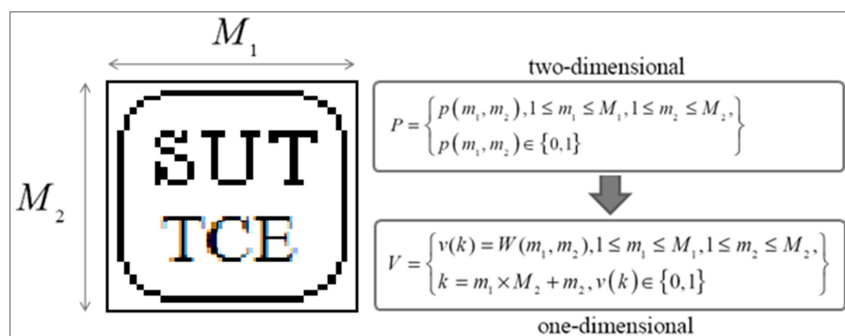 M₁
M₂
SUT
TCE
two-dimensional
P = { p(m₁, m₂), 1 ≤ m₁ ≤ M₁, 1 ≤ m₂ ≤ M₂,
p(m₁, m₂) ∈ {0,1} }
V = { v(k) = W(m₁, m₂), 1 ≤ m₁ ≤ M₁, 1 ≤ m₂ ≤ M₂,
k = m₁ × M₂ + m₂, v(k) ∈ {0,1} }
one-dimensional